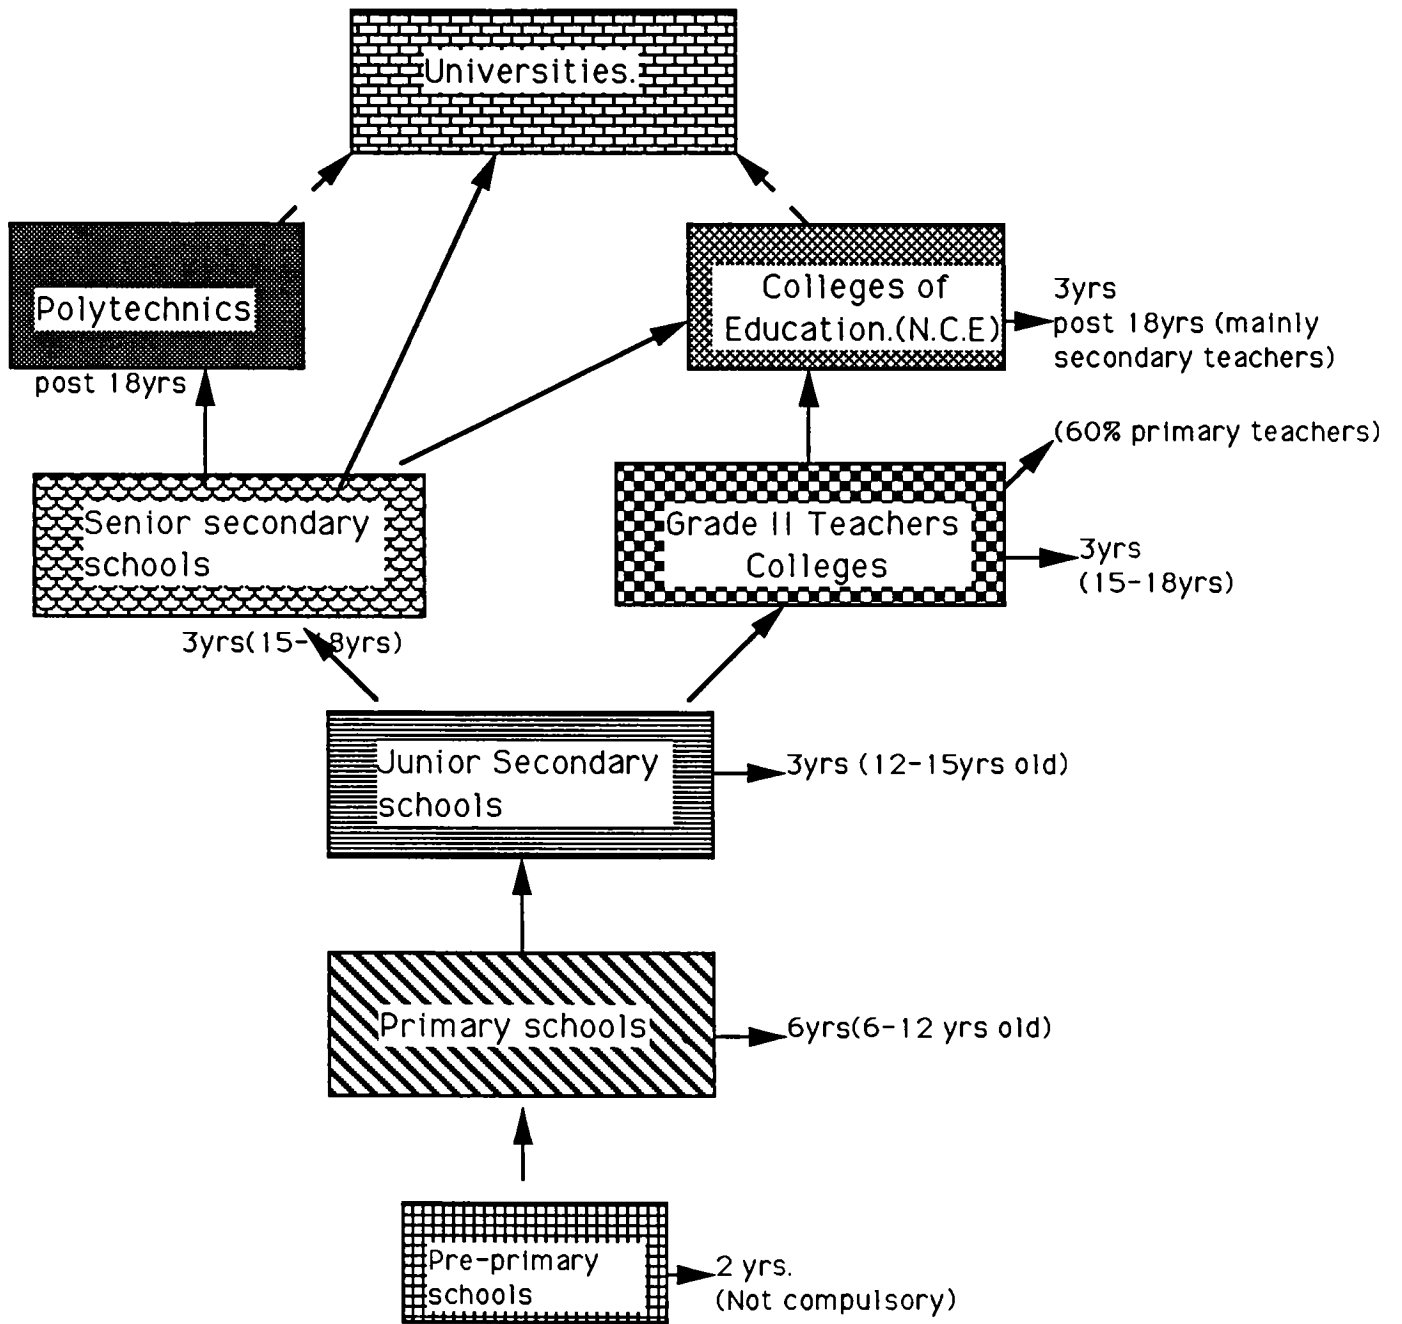 Universities.
Polytechnics
post 18yrs
Colleges of
Education.(N.C.E)
3yrs
post 18yrs (mainly
secondary teachers)
(60% primary teachers)
Senior secondary
schools
3yrs(15-18yrs)
Grade II Teachers
Colleges
3yrs
(15-18yrs)
Junior Secondary
schools
3yrs (12-15yrs old)
Primary schools
6yrs(6-12 yrs old)
Pre-primary
schools
2 yrs.
(Not compulsory)